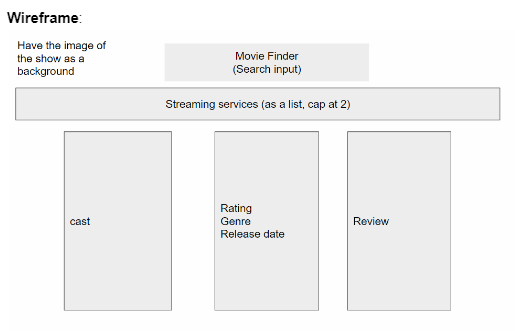 Wireframe:
Have the image of
the show as a
background
Movie Finder
(Search input)
Streaming services (as a list, cap at 2)
cast
Rating
Genre
Release date
Review